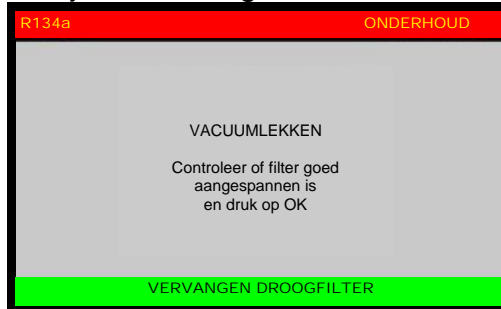 R134a ONDERHOUD
VACUUMLEKKEN
Controleer of filter goed
aangespannen is
en druk op OK
VERVANGEN DROOGFILTER